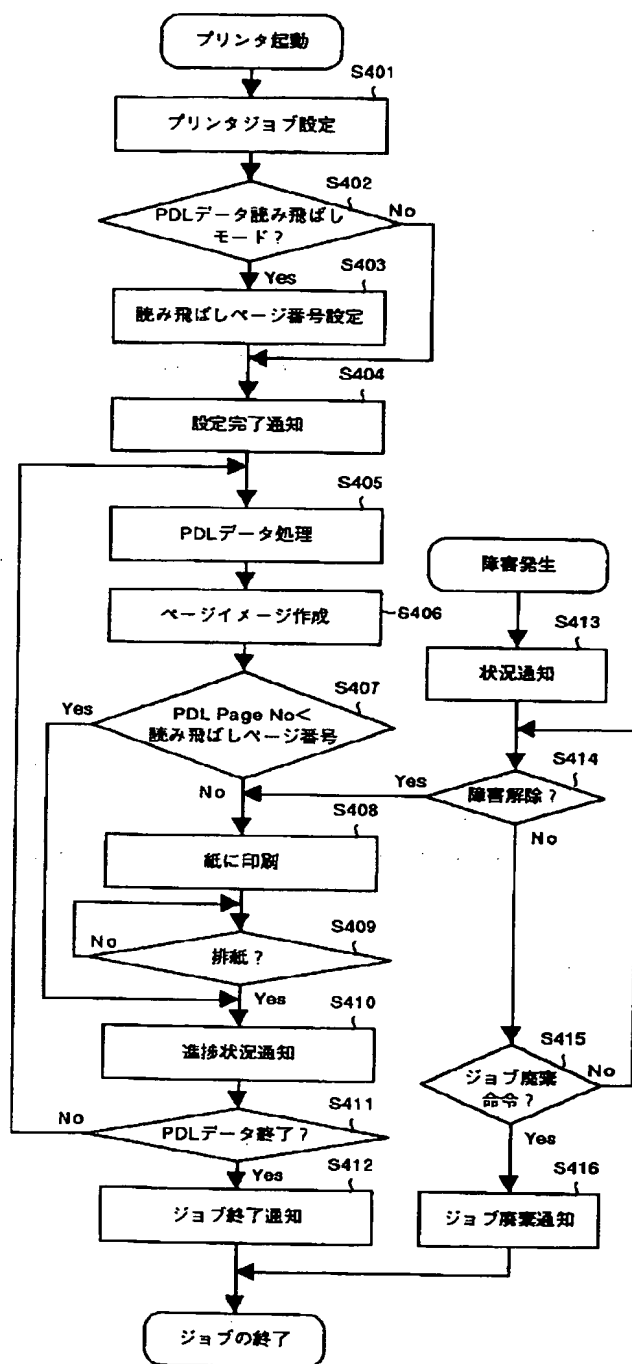 プリンタ起動
S401
プリンタジョブ設定
S402
PDLデータ読み飛ばし
モード?
No
Yes
S403
読み飛ばしページ番号設定
S404
設定完了通知
S405
PDLデータ処理
ページイメージ作成
S406
S407
PDL Page No<
読み飛ばしページ番号
Yes
No
S408
紙に印刷
S409
排紙?
No
Yes
S410
進捗状況通知
S411
PDLデータ終了?
No
Yes
S412
ジョブ終了通知
ジョブの終了
障害発生
S413
状況通知
S414
障害解除?
Yes
No
S415
ジョブ廃棄
命令?
No
Yes
S416
ジョブ廃棄通知